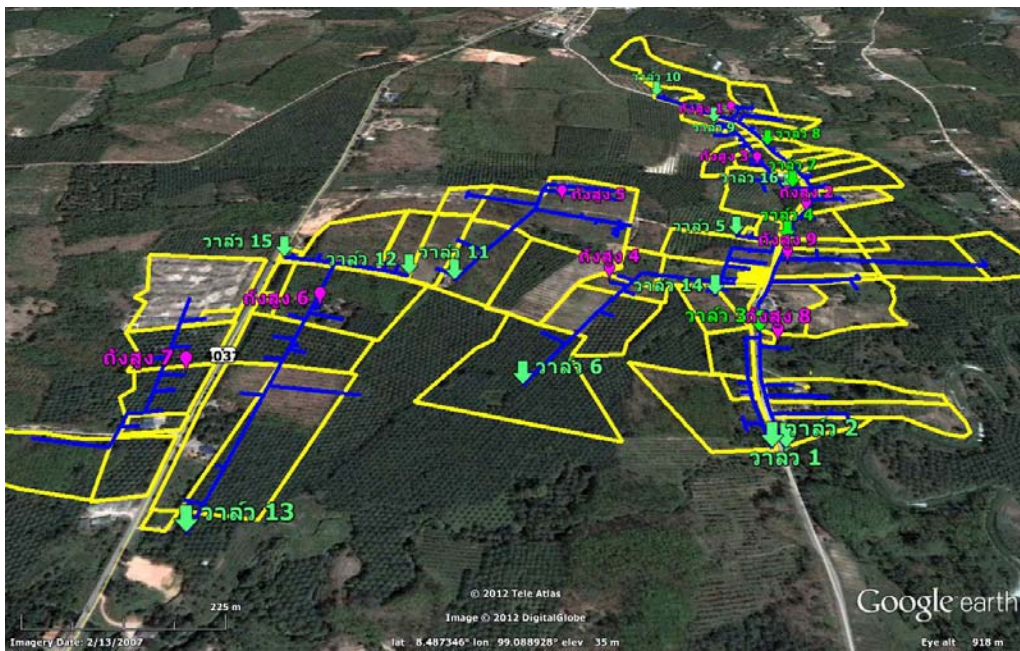 วาล์ว 10
ถังสูง 1
วาล์ว 9
วาล์ว 8
ถังสูง 3
วาล์ว 7
วาล์ว 16
ถังสูง 2
ถังสูง 5
วาล์ว 5
วาล์ว 4
วาล์ว 15
วาล์ว 12
วาล์ว 11
ถังสูง 4
ถังสูง 9
วาล์ว 14
ถังสูง 6
วาล์ว 3
ถังสูง 8
ถังสูง 7
วาล์ว 6
วาล์ว 2
วาล์ว 1
วาล์ว 13
225 m
© 2012 Tele Atlas
Image © 2012 DigitalGlobe
Google earth
Imagery Date: 2/13/2007
lat 8.487346° lon 99.088928° elev 35 m
Eye alt 918 m